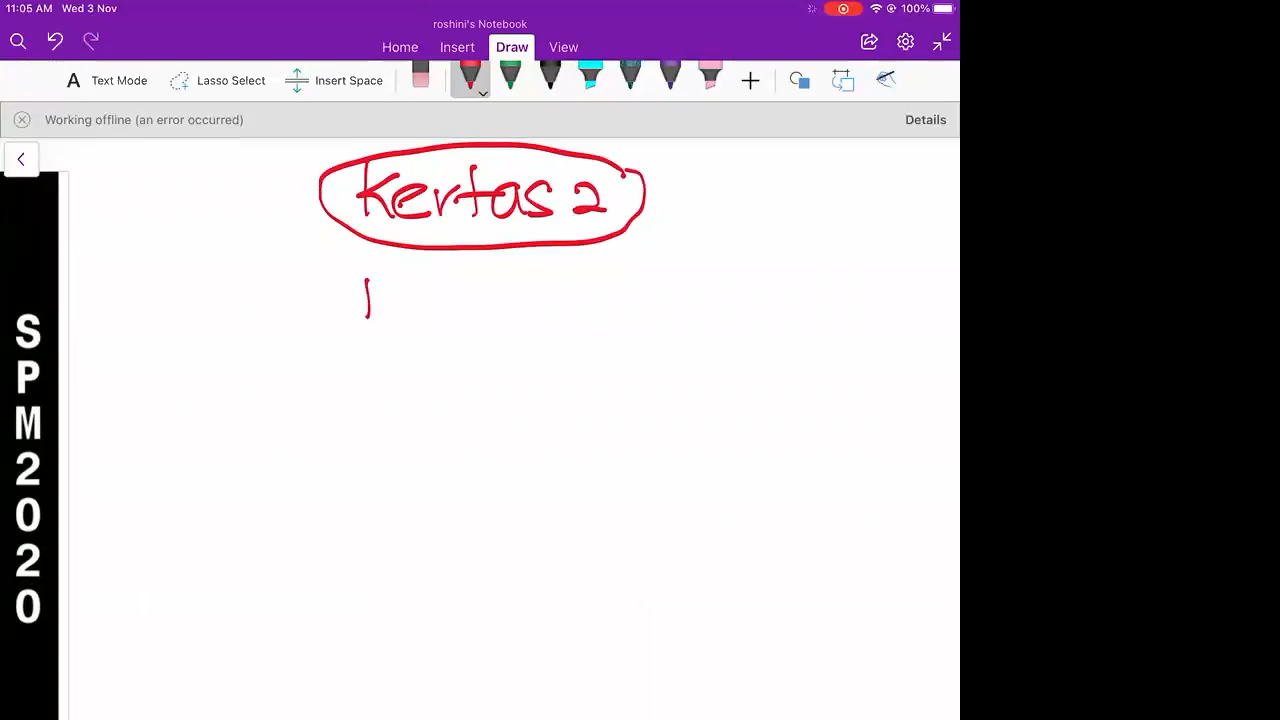 11:05 AM Wed 3 Nov
100%
roshini's Notebook
Home Insert Draw View
A Text Mode Lasso Select Insert Space
Working offline (an error occurred) Details
Kertas 2
SPM2020